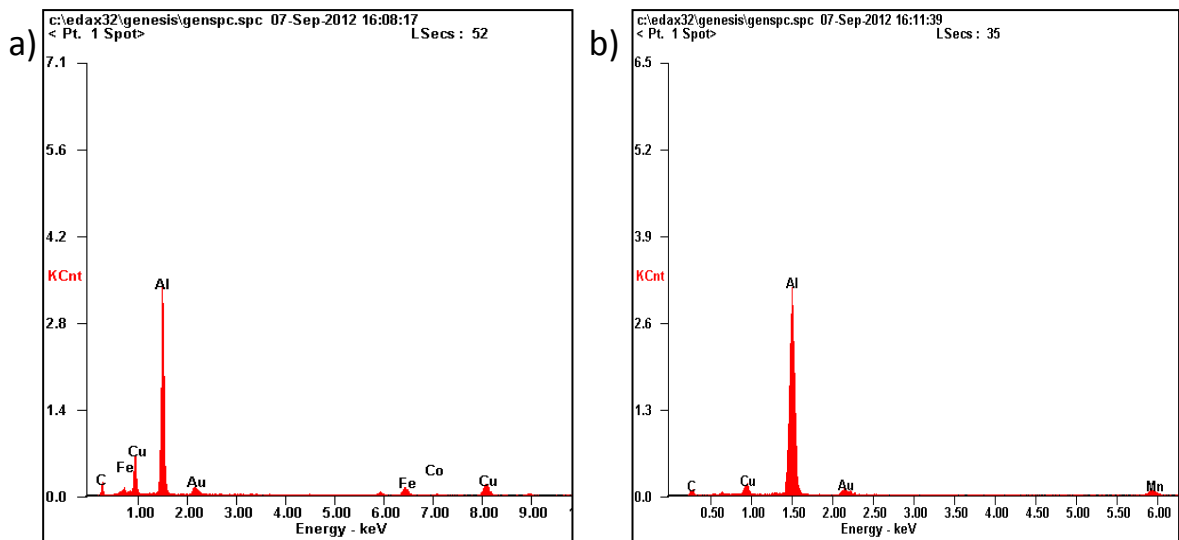 a)
c:\edax32\genesis\genspc.spc 07-Sep-2012 16:08:17
< Pt. 1 Spot>
LSecs : 52
7.1
5.6
4.2
KCnt
2.8
1.4
0.0
C
Fe
Cu
Al
Au
Fe
Co
Cu
1.00 2.00 3.00 4.00 5.00 6.00 7.00 8.00 9.00
Energy - keV
b)
c:\edax32\genesis\genspc.spc 07-Sep-2012 16:11:39
< Pt. 1 Spot>
LSecs : 35
6.5
5.2
3.9
KCnt
2.6
1.3
0.0
C
Cu
Al
Au
Mn
0.50 1.00 1.50 2.00 2.50 3.00 3.50 4.00 4.50 5.00 5.50 6.00
Energy - keV